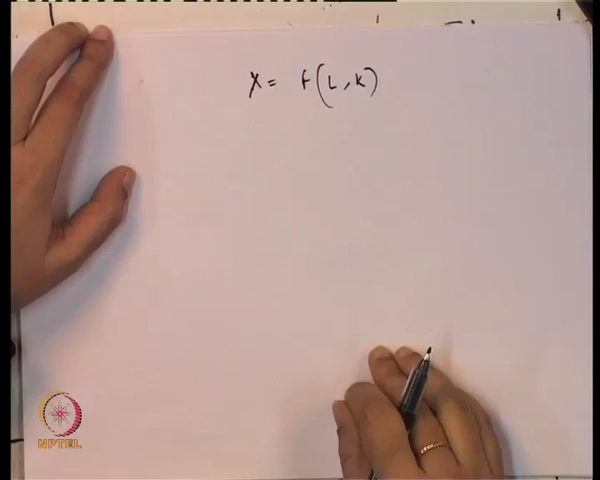 X = f(L, K)
NPTEL